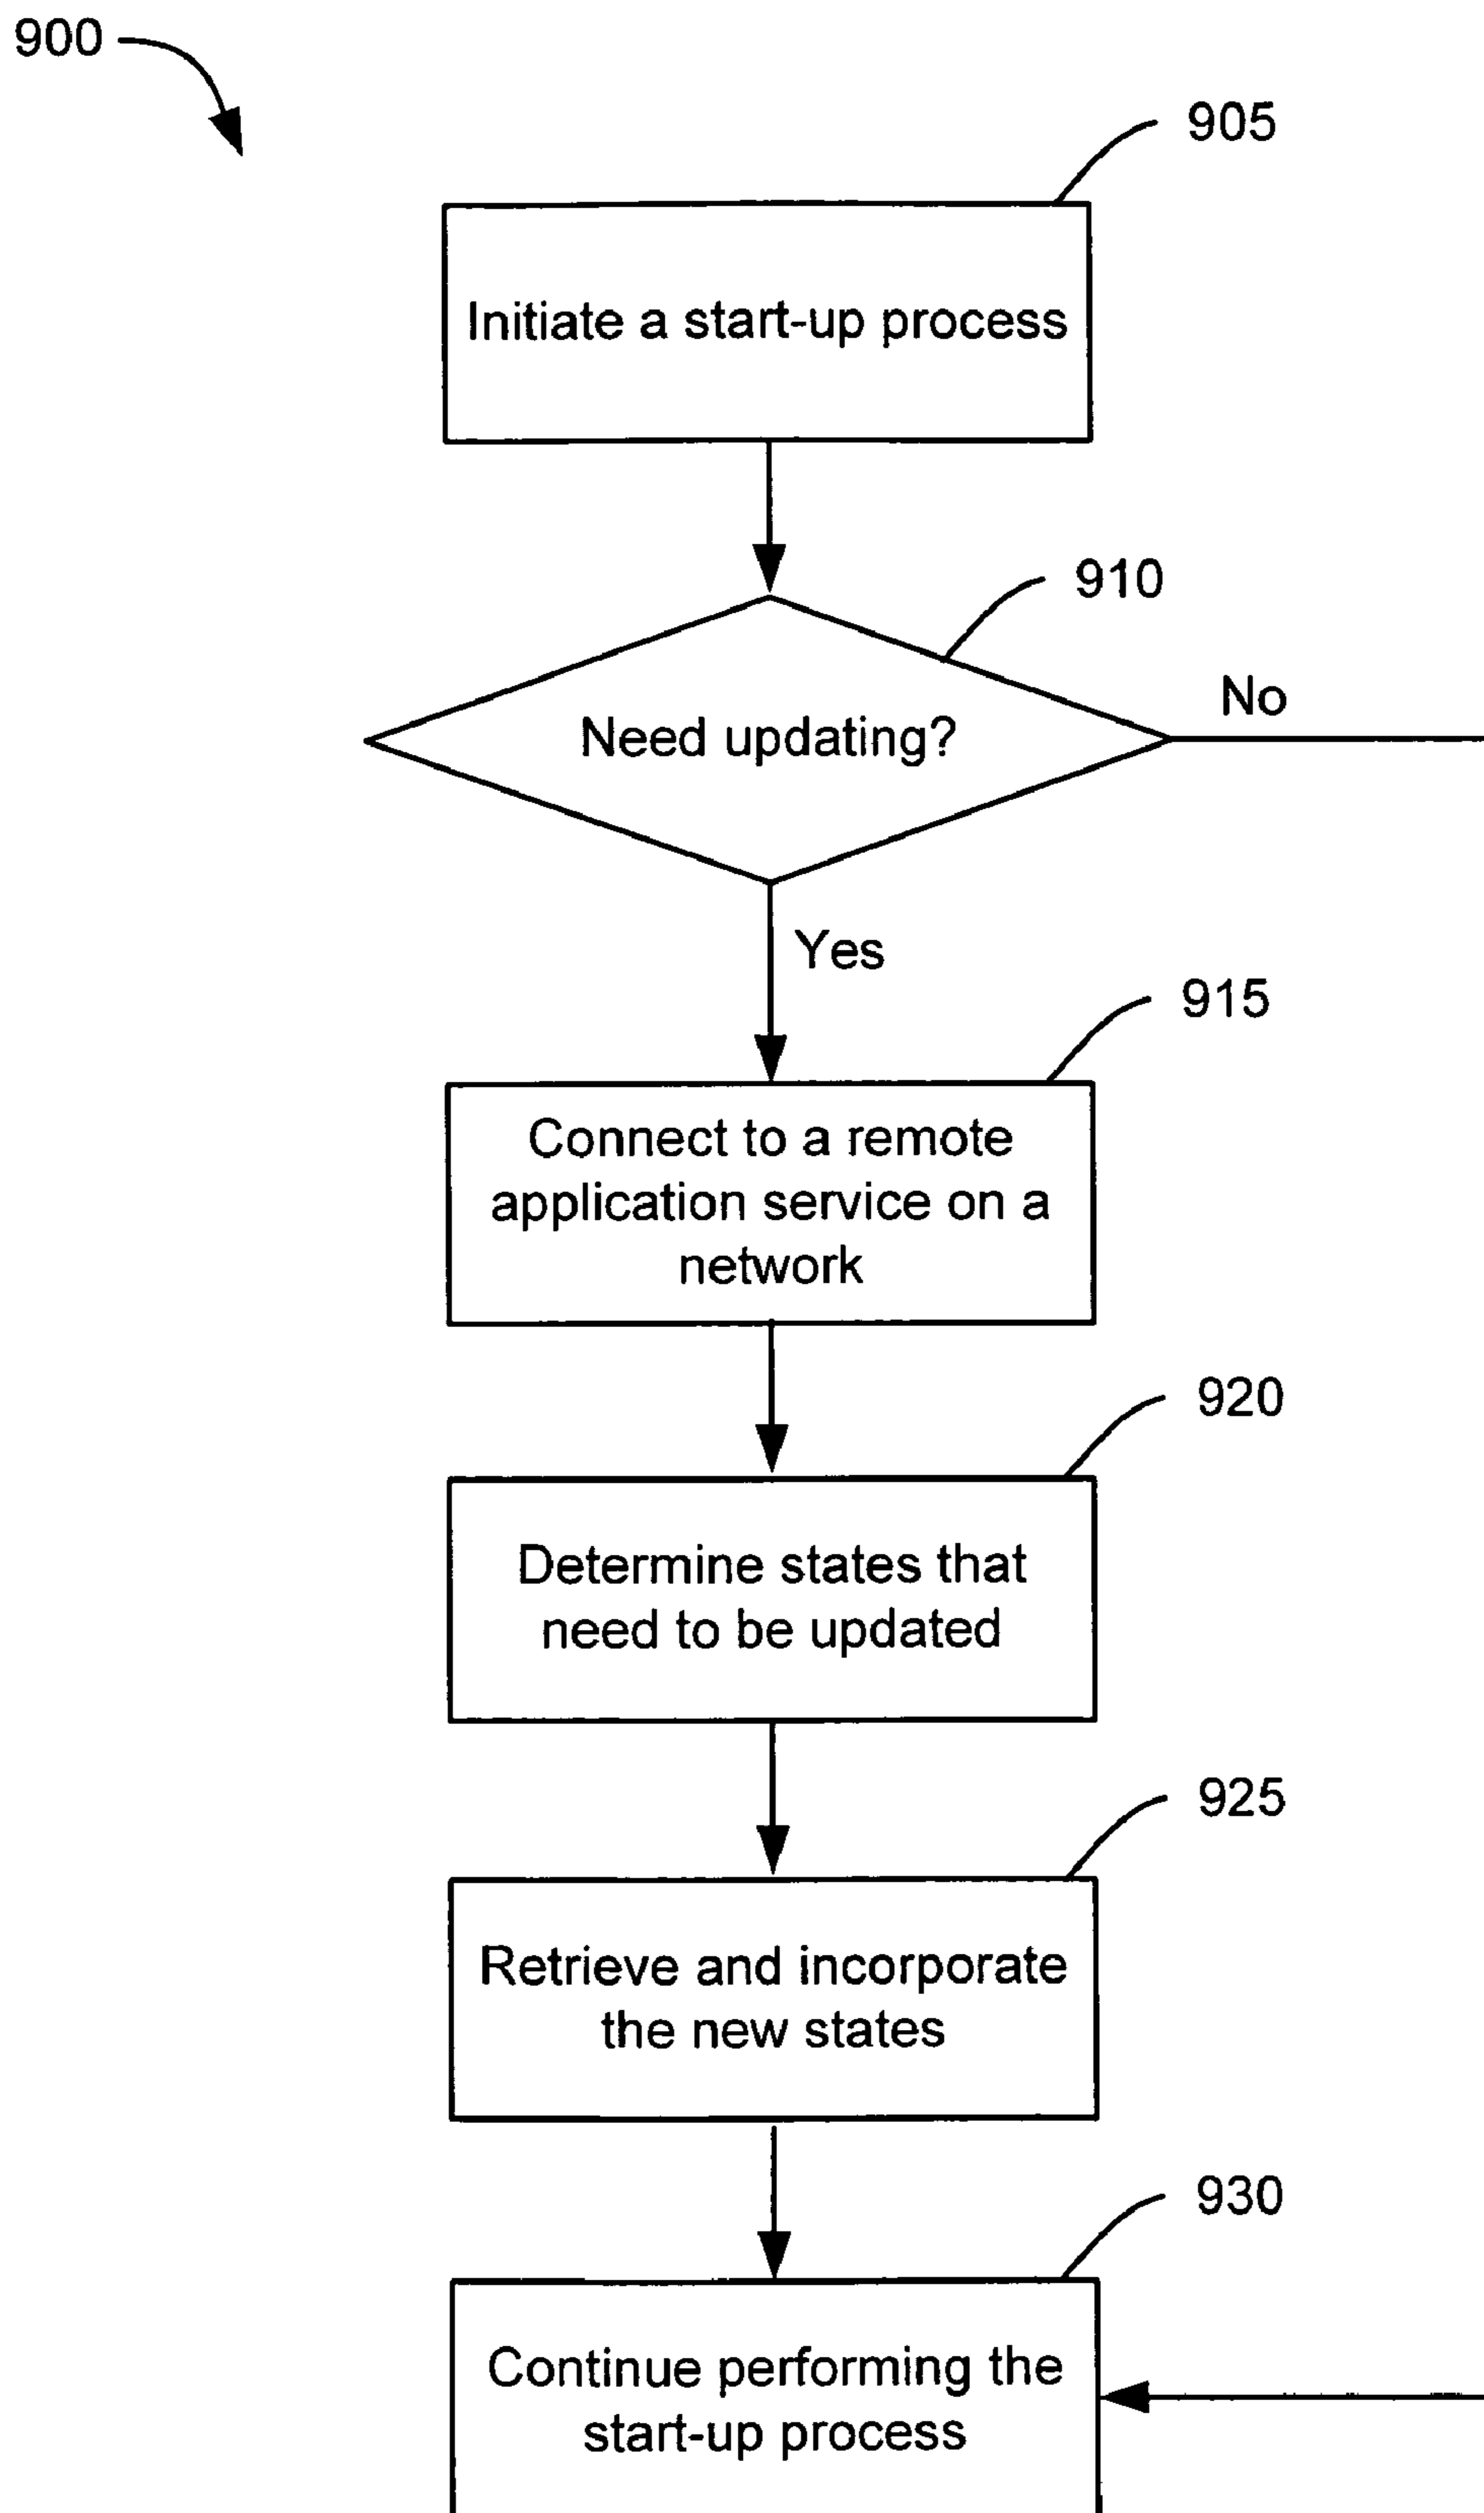 900
905
Initiate a start-up process
910
Need updating?
No
Yes
915
Connect to a remote
application service on a
network
920
Determine states that
need to be updated
925
Retrieve and incorporate
the new states
930
Continue performing the
start-up process